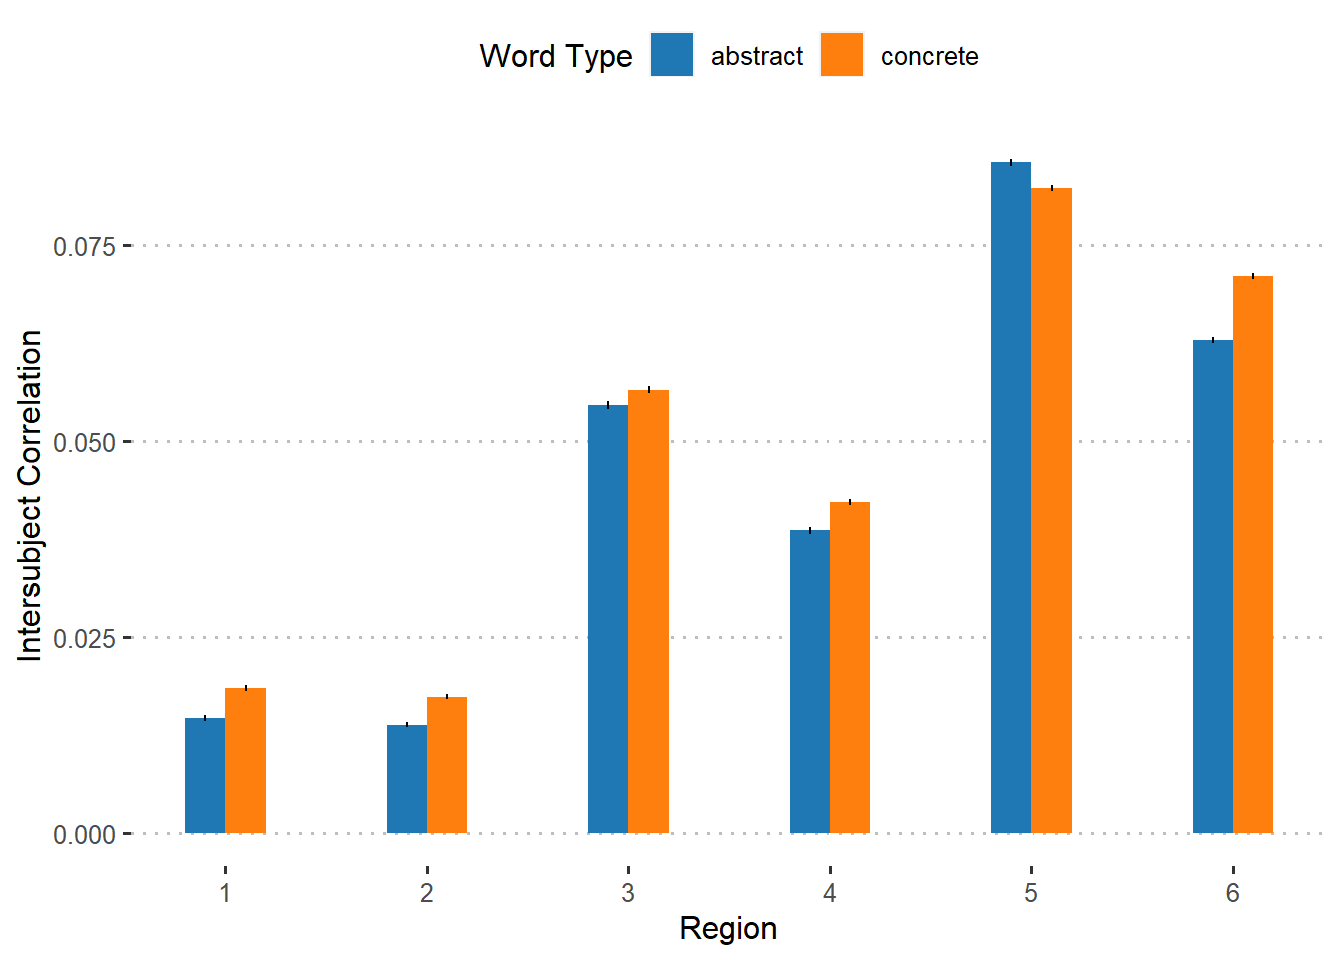 Word Type abstract concrete
0.075
0.050
0.025
0.000
Intersubject Correlation
1 2 3 4 5 6
Region